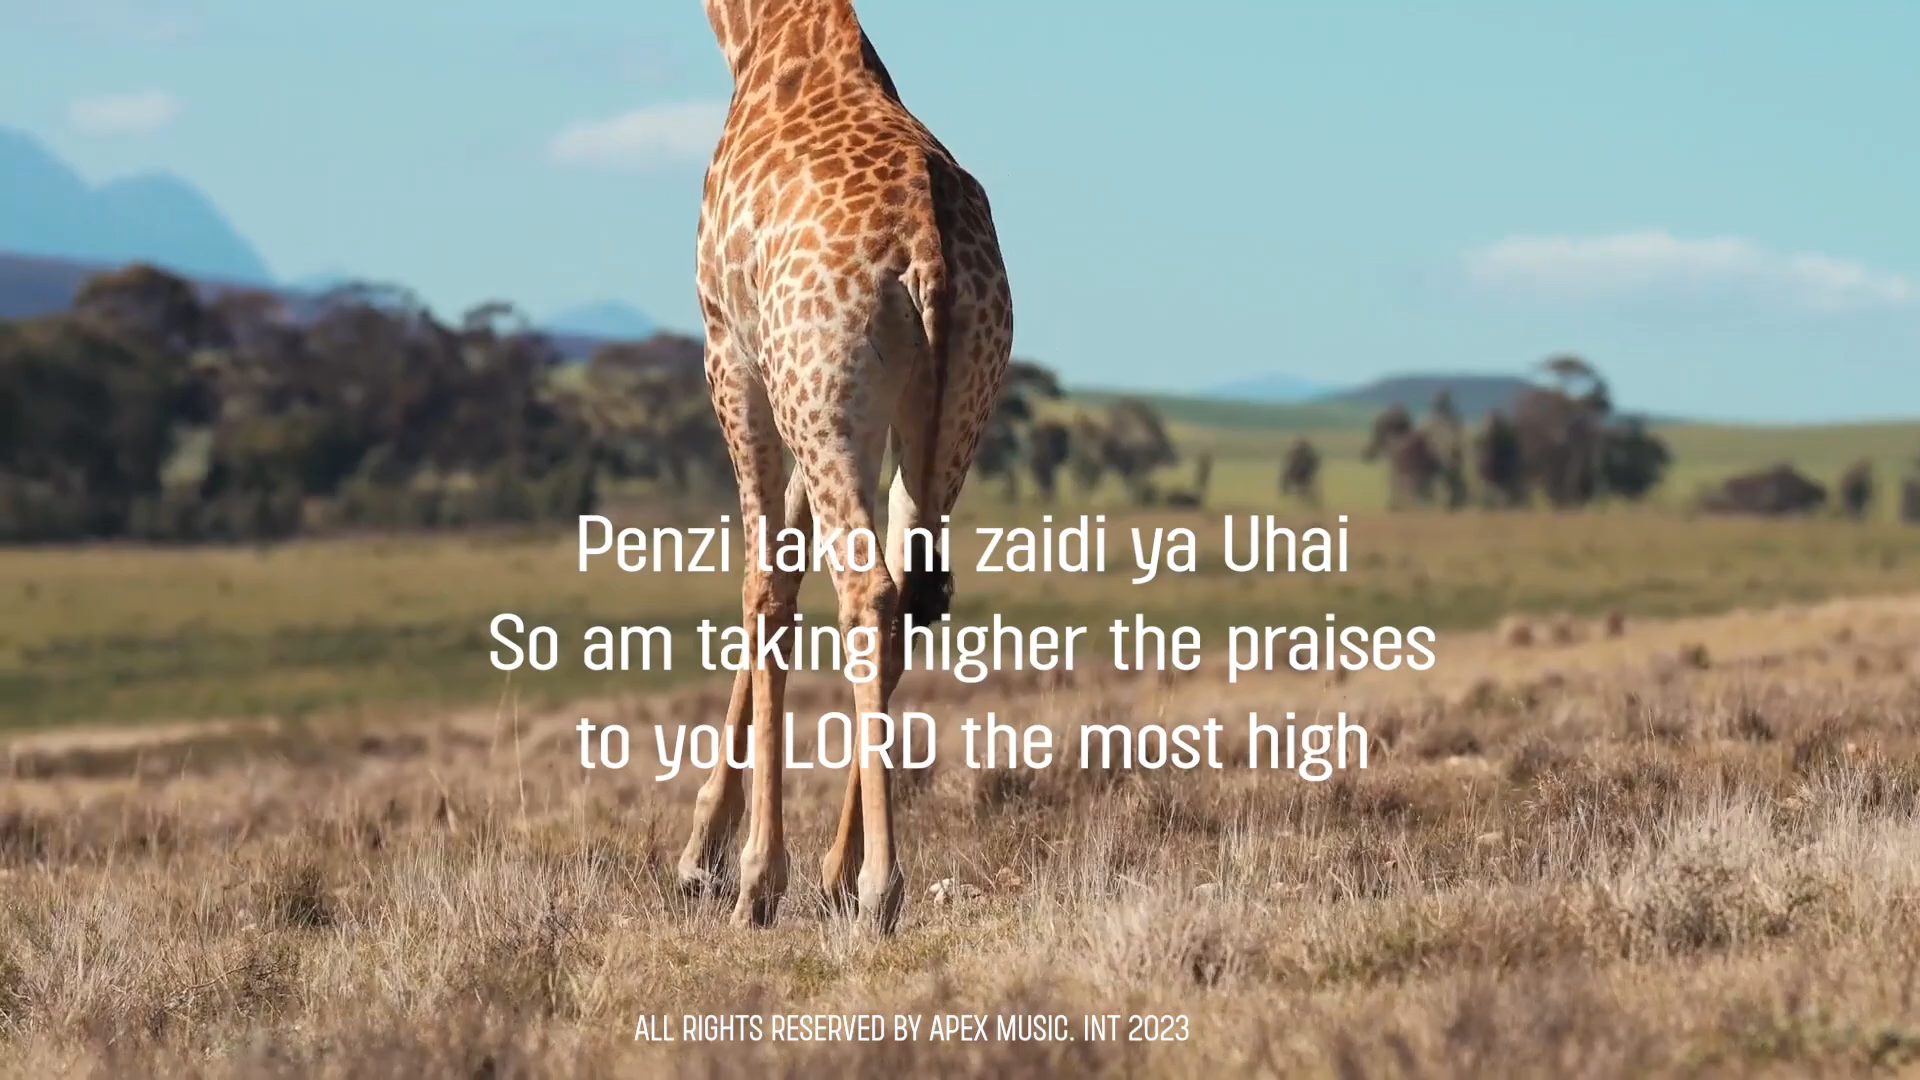 Penzi lako ni zaidi ya Uhai
So am taking higher the praises
to you LORD the most high
ALL RIGHTS RESERVED BY APEX MUSIC. INT 2023